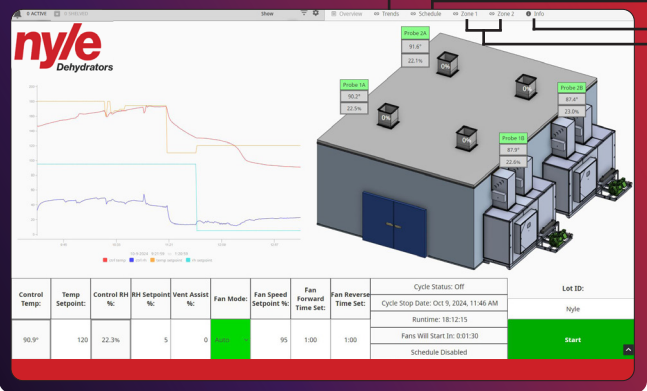 0 ACTIVE
Show
Overview
Trends
Schedule
Zone 1
Zone 2
Info
nyle
Dehydrators
Probe 2A
91.6°
22.1%
Probe 1A
90.2°
22.5%
Probe 2B
87.4°
23.0%
Probe 1B
87.9°
22.6%
0%
0%
0%
0%
Control Temp:
Temp Setpoint:
Control RH %:
RH Setpoint %:
Vent Assist %:
Fan Mode:
Fan Speed Setpoint %:
Fan Forward Time Set:
Fan Reverse Time Set:
90.9°
120
22.3%
5
0
Auto
95
1:00
1:00
Cycle Status: Off
Cycle Stop Date: Oct 9, 2024, 11:46 AM
Runtime: 18:12:15
Fans Will Start In: 0:01:30
Schedule Disabled
Lot ID:
Nyle
Start